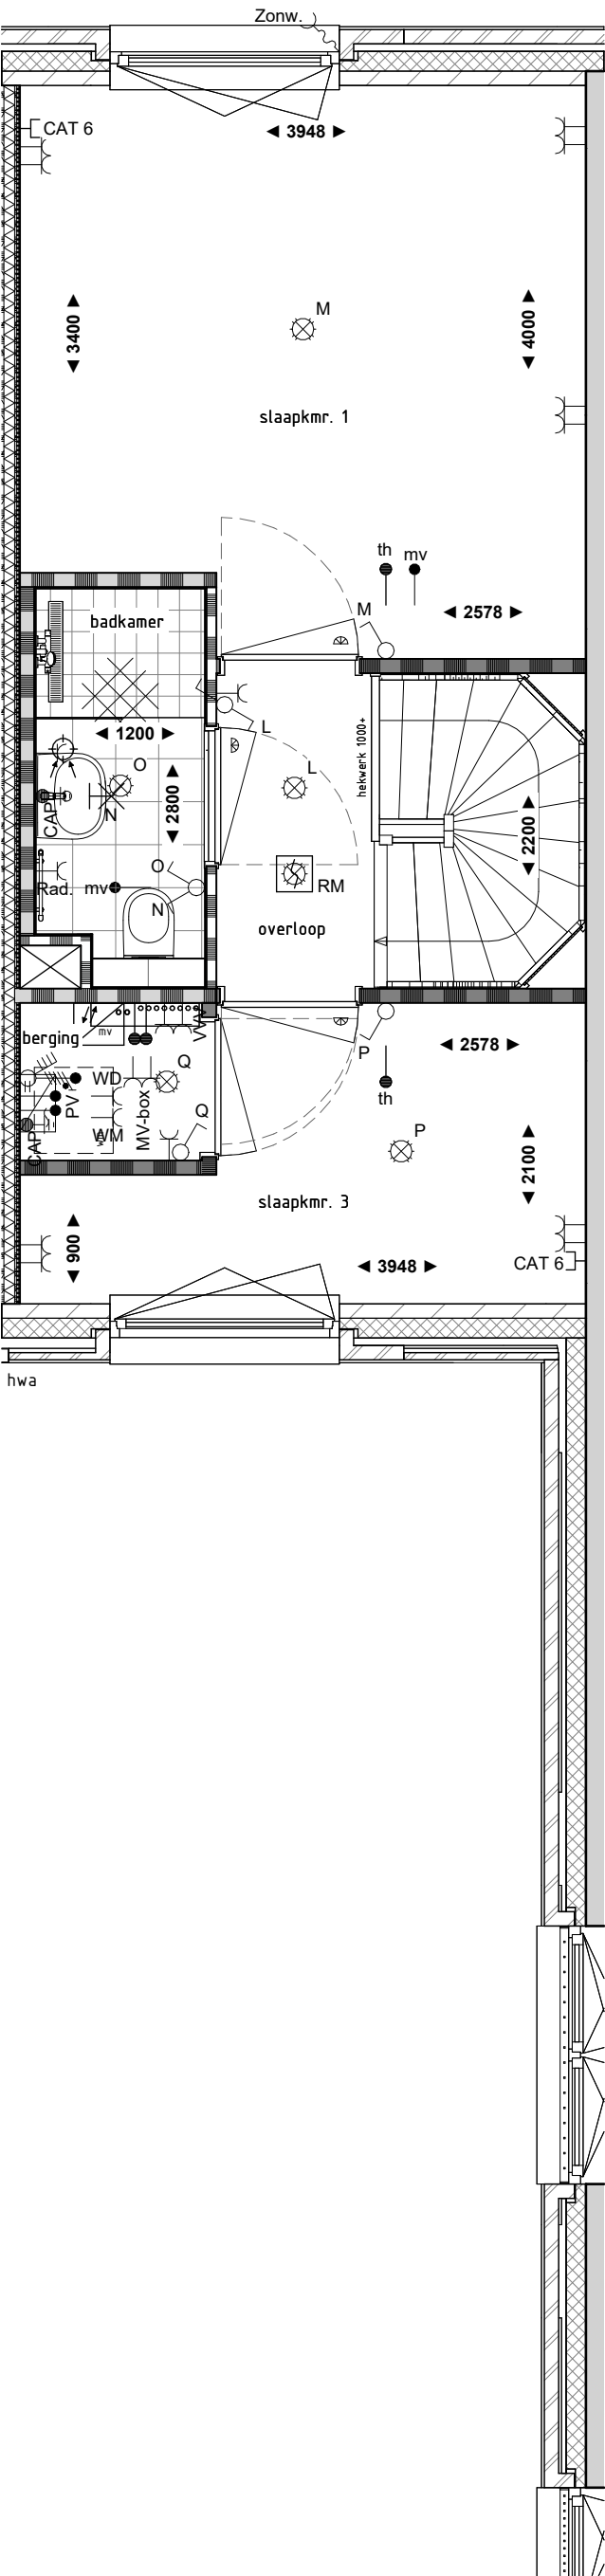 Zonw.
CAT 6
◄ 3948 ►
◄ 3400 ►
◄ 4000 ►
M
slaapkmr. 1
th
mv
M
◄ 2578 ►
badkamer
L
◄ 1200 ►
hekwerk 1000+
O
L
N
CAP
◄ 2800 ►
◄ 2200 ►
O
RM
Rad.
mv
N
overloop
berging
mv
VW
Q
P
◄ 2578 ►
WD
PV
th
Q
MV-box
WM
CAP
P
◄ 2100 ►
slaapkmr. 3
◄ 900 ►
CAT 6
◄ 3948 ►
hwa